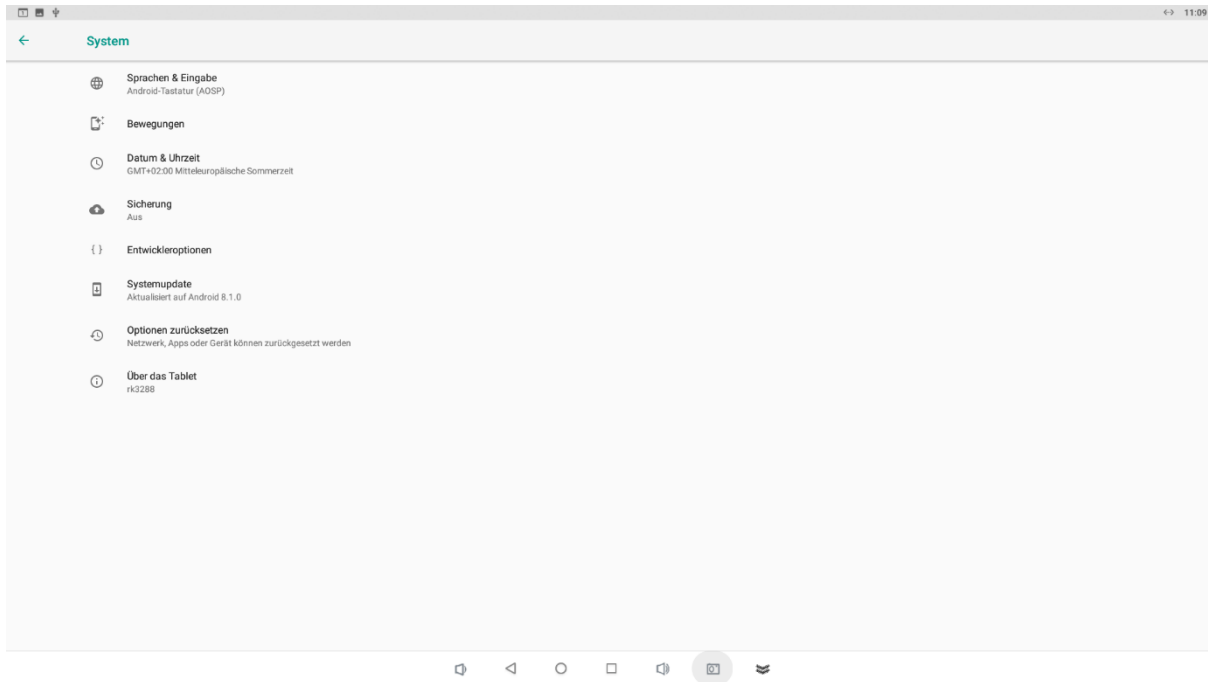 11:09
System
Sprachen & Eingabe
Android-Tastatur (AOSP)
Bewegungen
Datum & Uhrzeit
GMT+02:00 Mitteleuropäische Sommerzeit
Sicherung
Aus
Entwickleroptionen
Systemupdate
Aktualisiert auf Android 8.1.0
Optionen zurücksetzen
Netzwerk, Apps oder Gerät können zurückgesetzt werden
Über das Tablet
rk3288